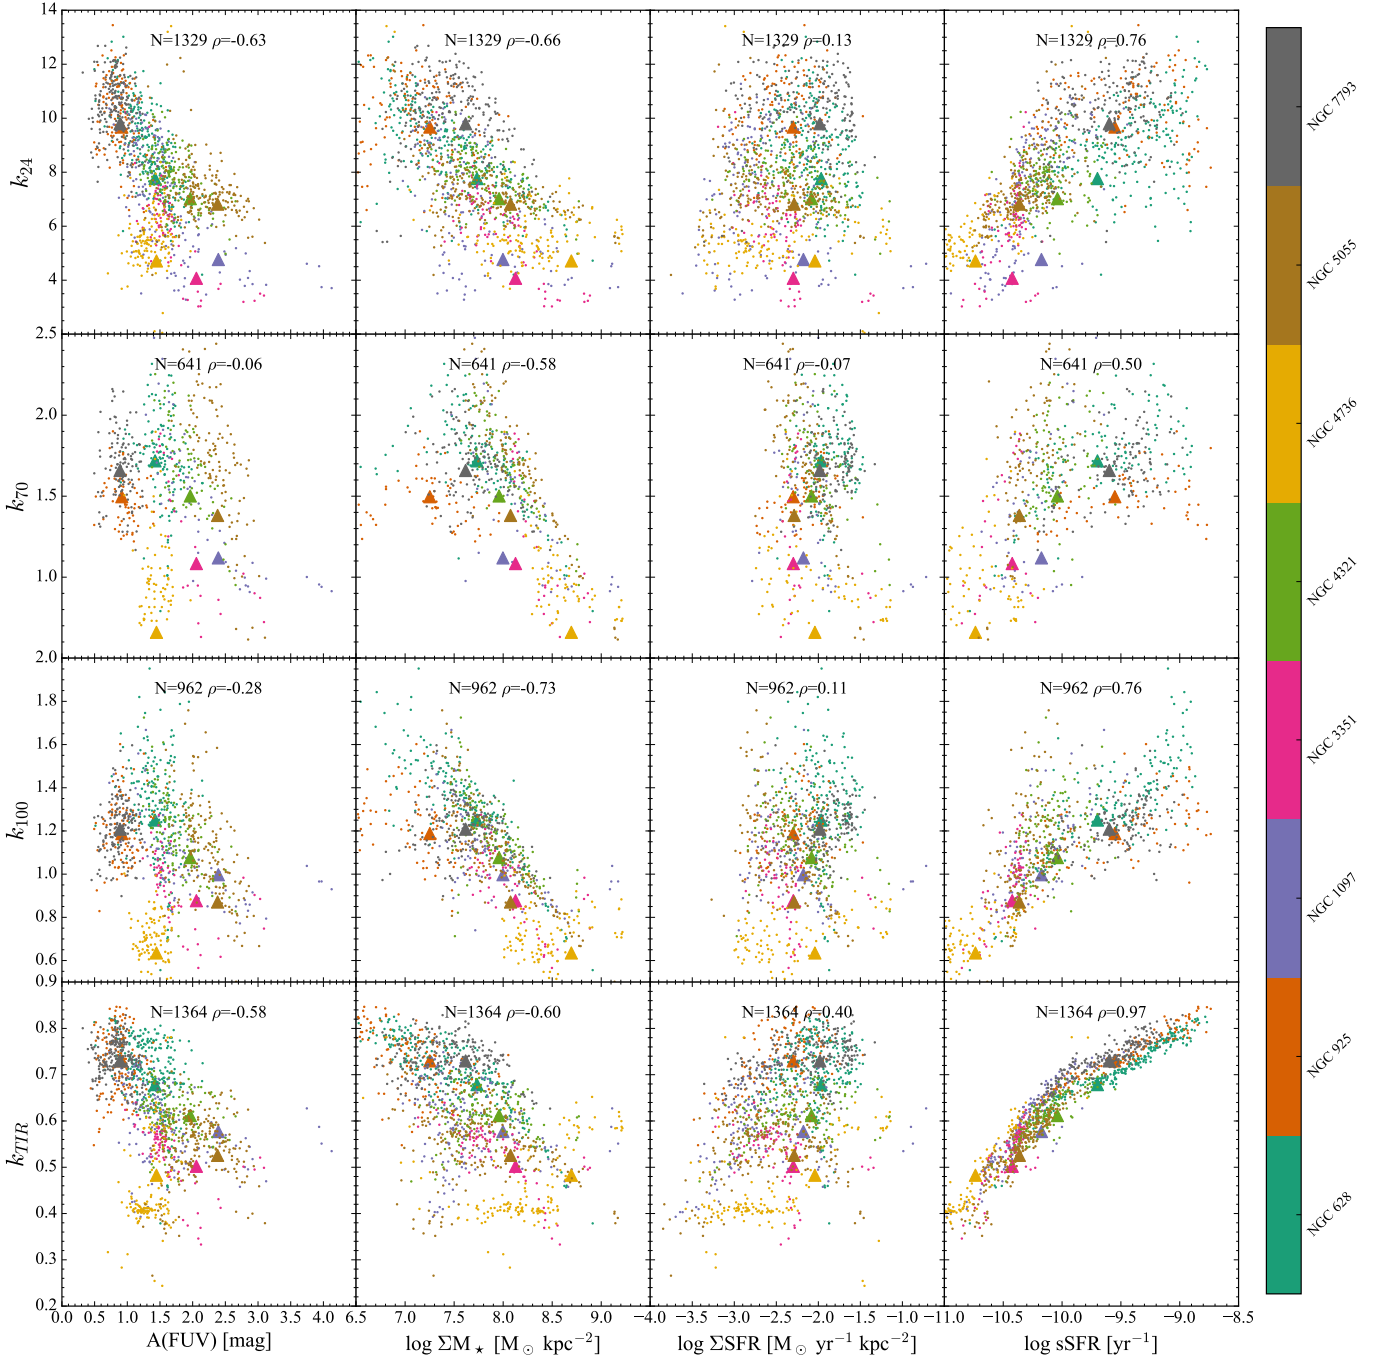 N=1329 ρ=-0.63
N=1329 ρ=-0.66
N=1329 ρ=0.13
N=1329 ρ=0.76
14
12
10
8
6
4
2.5
k24
N=641 ρ=-0.06
N=641 ρ=-0.58
N=641 ρ=-0.07
N=641 ρ=0.50
2.0
1.5
1.0
2.0
k70
N=962 ρ=-0.28
N=962 ρ=-0.73
N=962 ρ=0.11
N=962 ρ=0.76
1.8
1.6
1.4
1.2
1.0
0.8
0.6
0.9
k100
N=1364 ρ=-0.58
N=1364 ρ=-0.60
N=1364 ρ=0.40
N=1364 ρ=0.97
0.8
0.7
0.6
0.5
0.4
0.3
0.2
kTIR
0.0 0.5 1.0 1.5 2.0 2.5 3.0 3.5 4.0 6.5 7.0 7.5 8.0 8.5 9.0 −4.0 −3.5 −3.0 −2.5 −2.0 −1.5 −1.0 −0.5 −11.0 −10.5 −10.0 −9.5 −9.0 −8.5
A(FUV) [mag]
log ΣM⋆ [M⊙ kpc−2]
log ΣSFR [M⊙ yr−1 kpc−2]
log sSFR [yr−1]
NGC 7793
NGC 5055
NGC 4736
NGC 4321
NGC 3351
NGC 1097
NGC 925
NGC 628